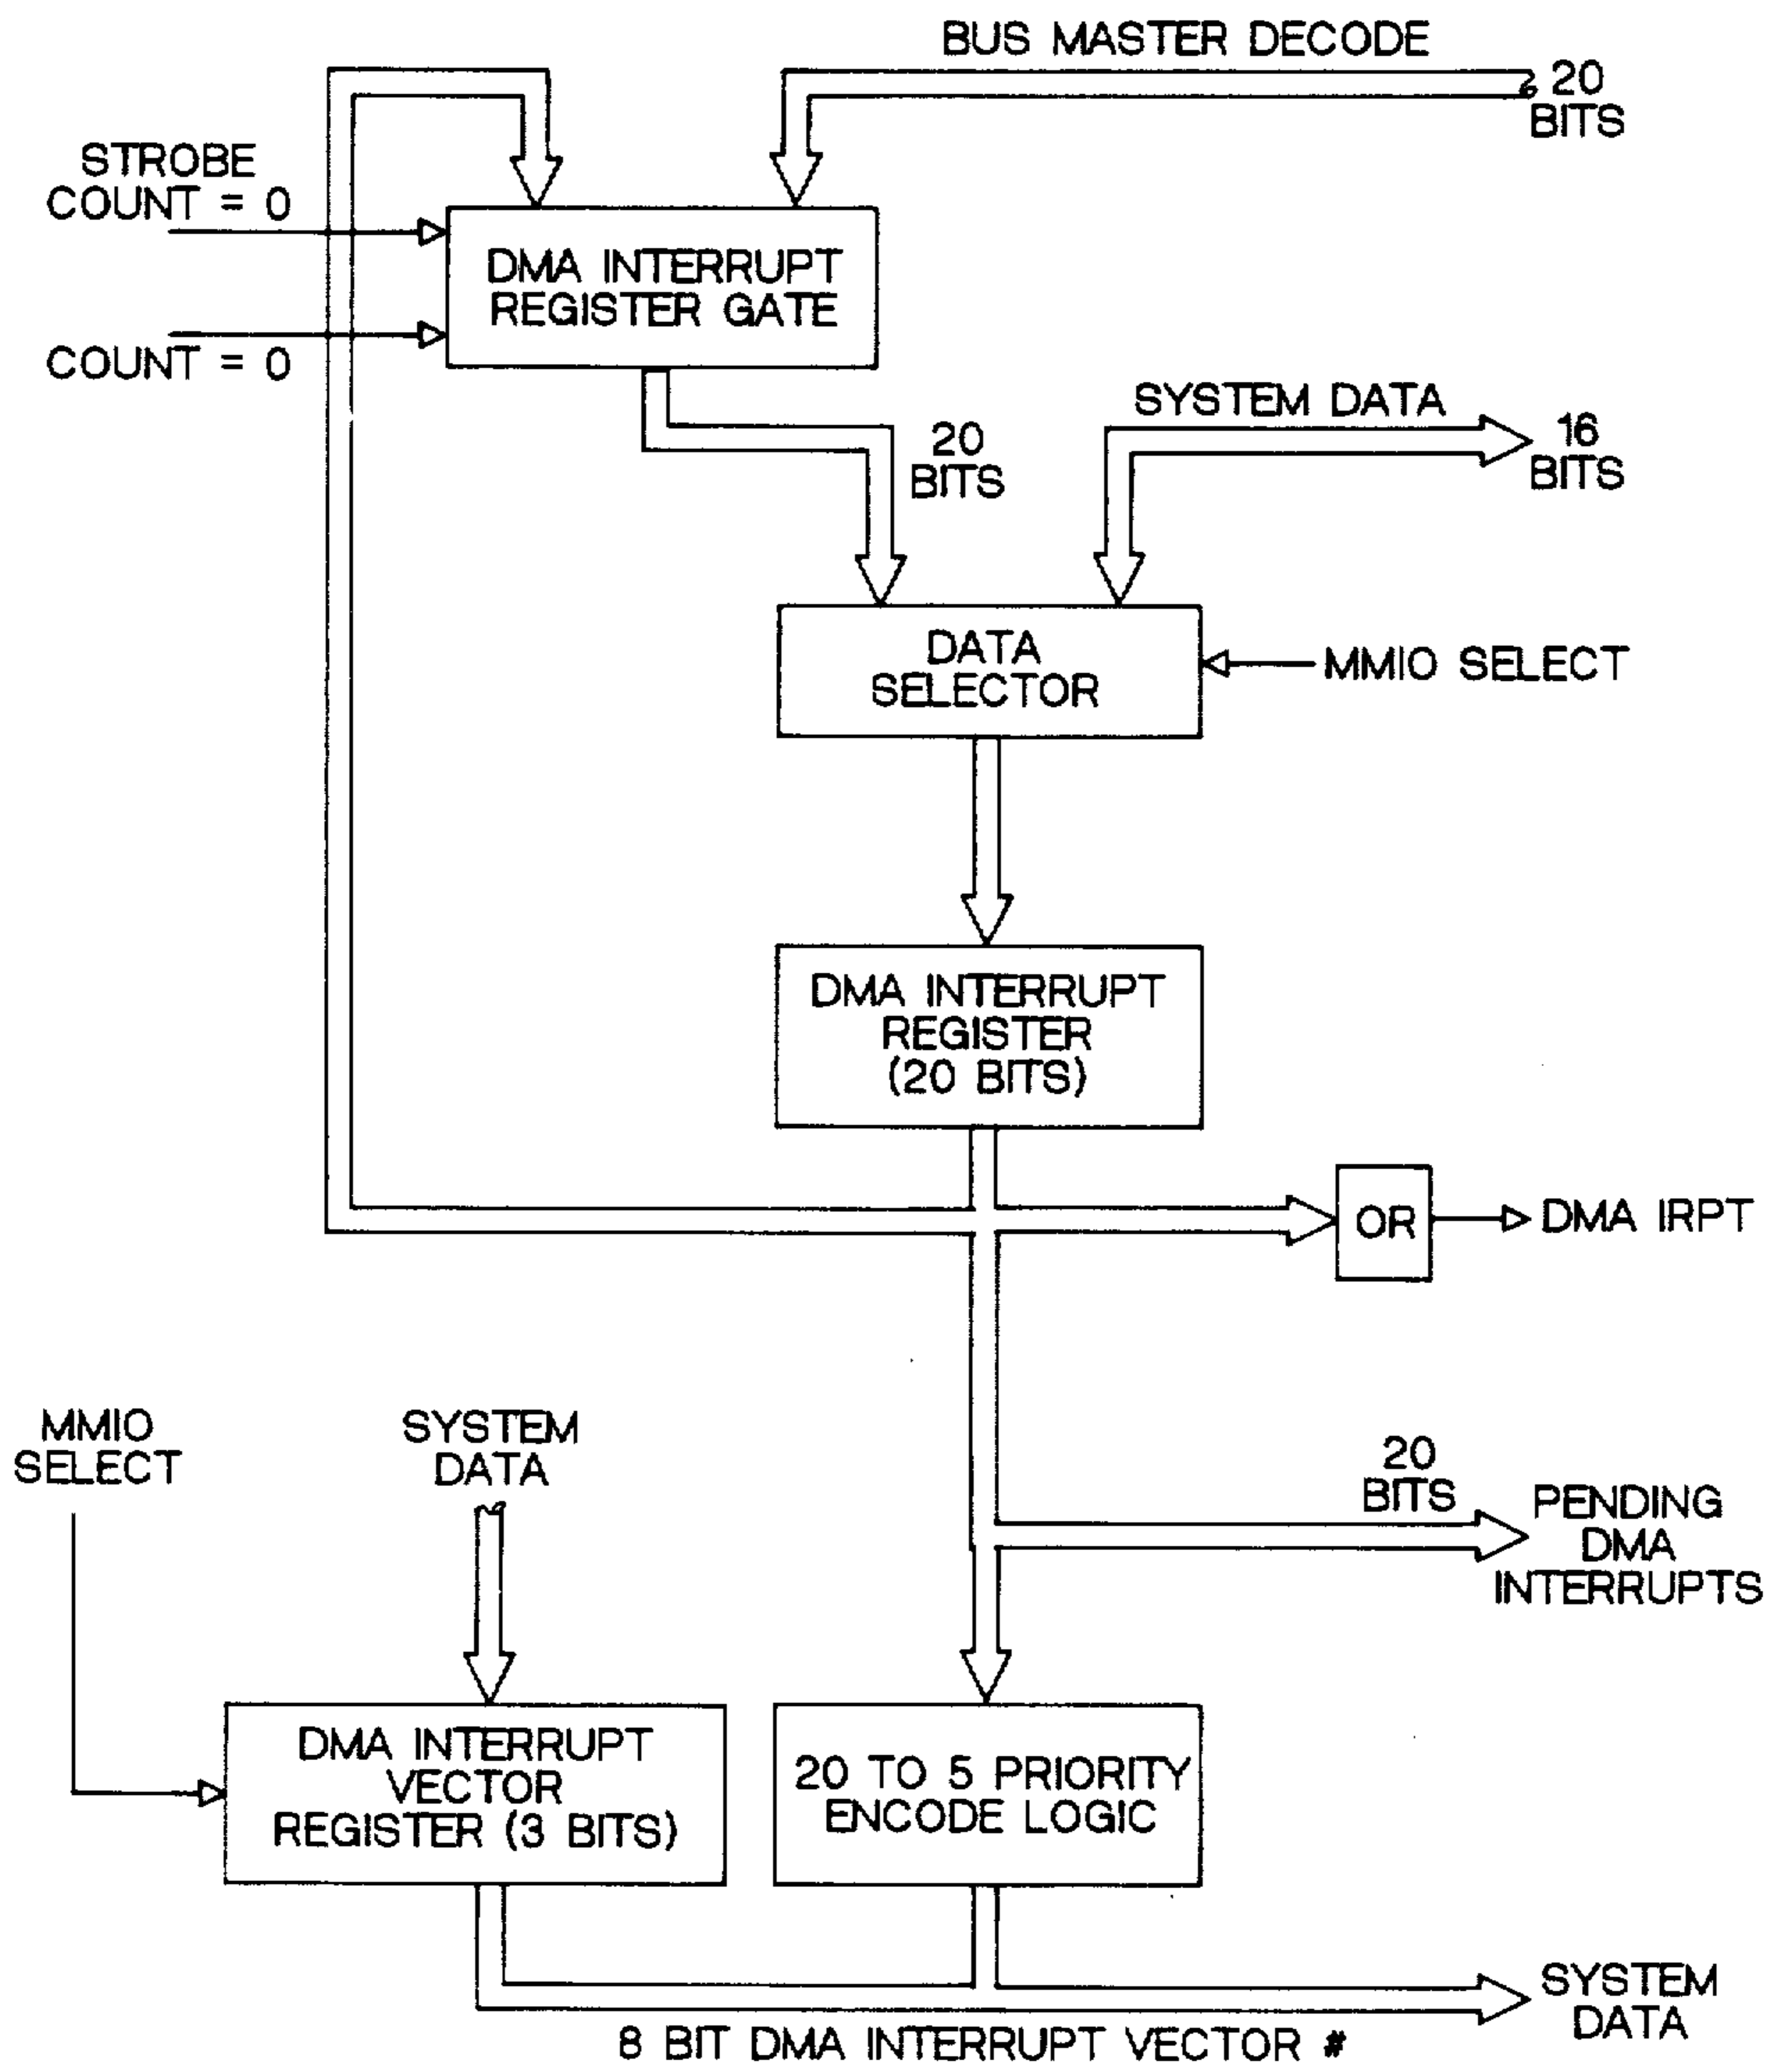 BUS MASTER DECODE
20
BITS
STROBE
COUNT = 0
DMA INTERRUPT
REGISTER GATE
COUNT = 0
SYSTEM DATA
16
BITS
20
BITS
DATA
SELECTOR
MMIO SELECT
DMA INTERRUPT
REGISTER
(20 BITS)
OR
DMA IRPT
MMIO
SELECT
SYSTEM
DATA
20
BITS
PENDING
DMA
INTERRUPTS
DMA INTERRUPT
VECTOR
REGISTER (3 BITS)
20 TO 5 PRIORITY
ENCODE LOGIC
SYSTEM
DATA
8 BIT DMA INTERRUPT VECTOR #